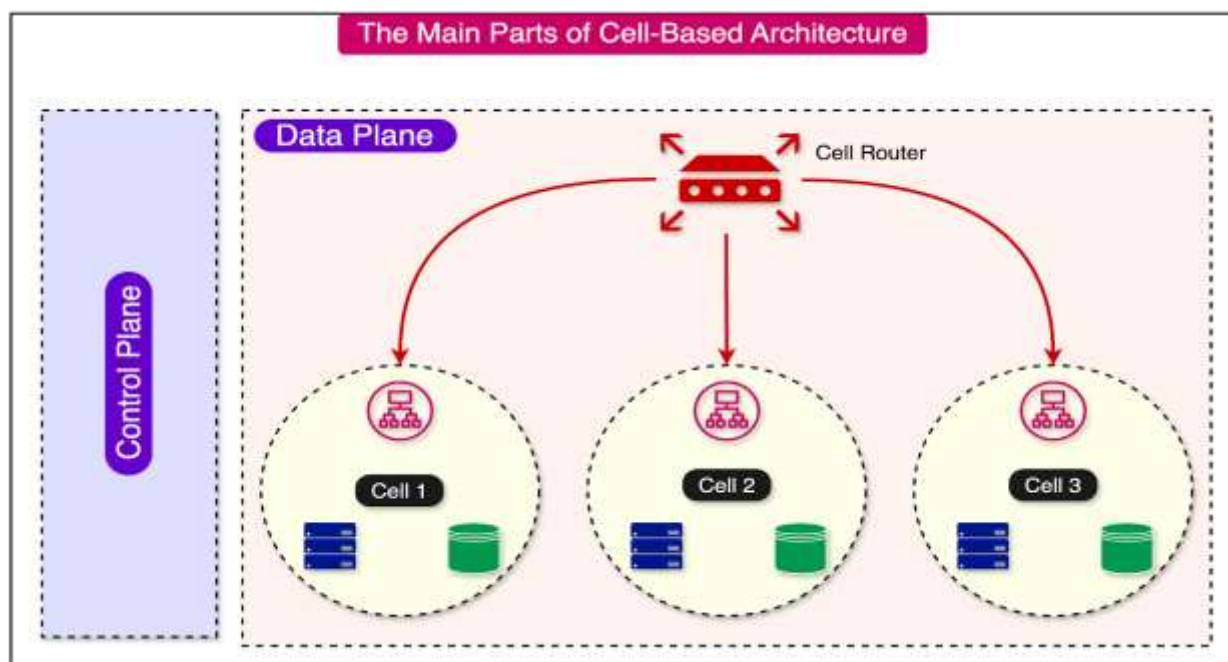 The Main Parts of Cell-Based Architecture
Control Plane
Data Plane
Cell Router
Cell 1
Cell 2
Cell 3